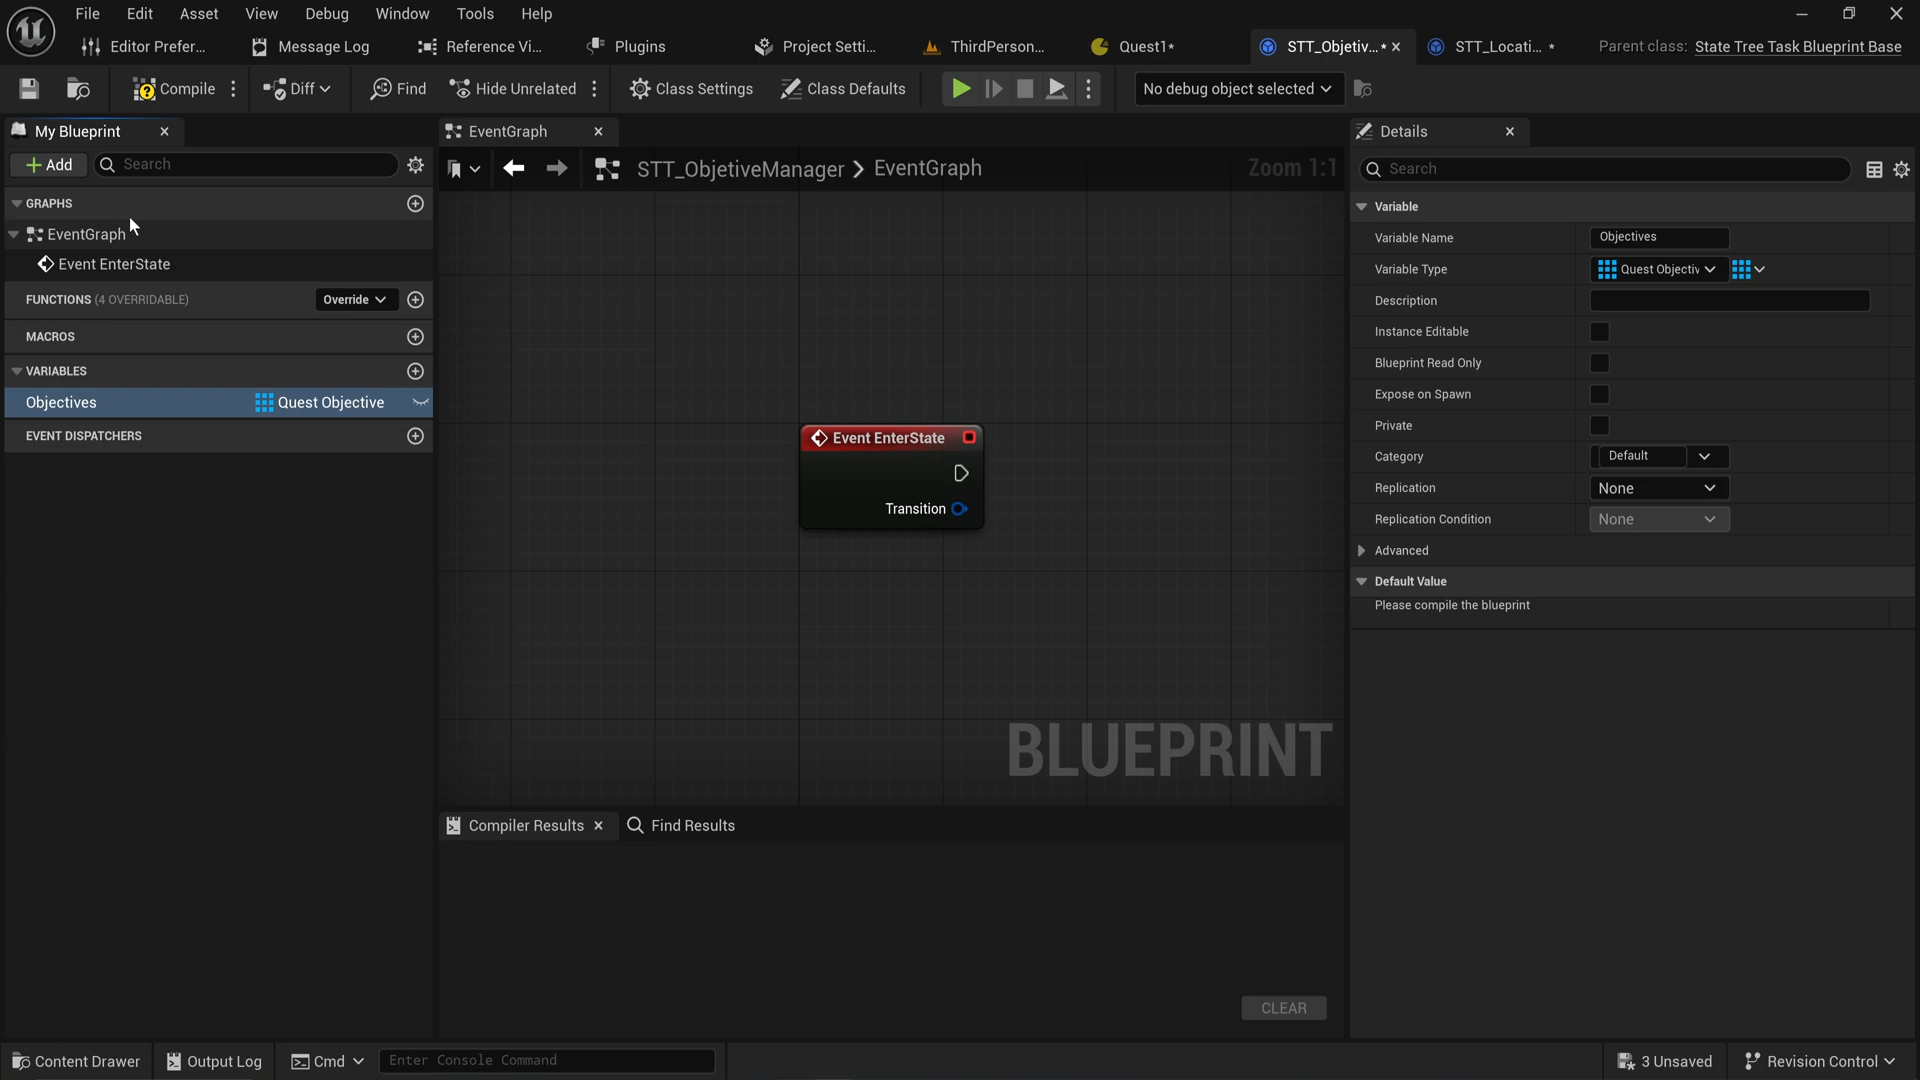 File Edit Asset View Debug Window Tools Help
Editor Prefer... Message Log Reference Vi... Plugins Project Setti... ThirdPerson... Quest1* STT_Objetiv... * STT_Locati... * Parent class: State Tree Task Blueprint Base
Compile Diff Find Hide Unrelated Class Settings Class Defaults No debug object selected
My Blueprint
Add Search
GRAPHS
EventGraph
Event EnterState
FUNCTIONS (4 OVERRIDABLE) Override
MACROS
VARIABLES
Objectives Quest Objective
EVENT DISPATCHERS
EventGraph
STT_ObjetiveManager > EventGraph Zoom 1:1
Event EnterState
Transition
BLUEPRINT
Compiler Results Find Results
CLEAR
Details
Search
Variable
Variable Name Objectives
Variable Type Quest Objectiv
Description
Instance Editable
Blueprint Read Only
Expose on Spawn
Private
Category Default
Replication None
Replication Condition None
Advanced
Default Value
Please compile the blueprint
Content Drawer Output Log Cmd Enter Console Command 3 Unsaved Revision Control